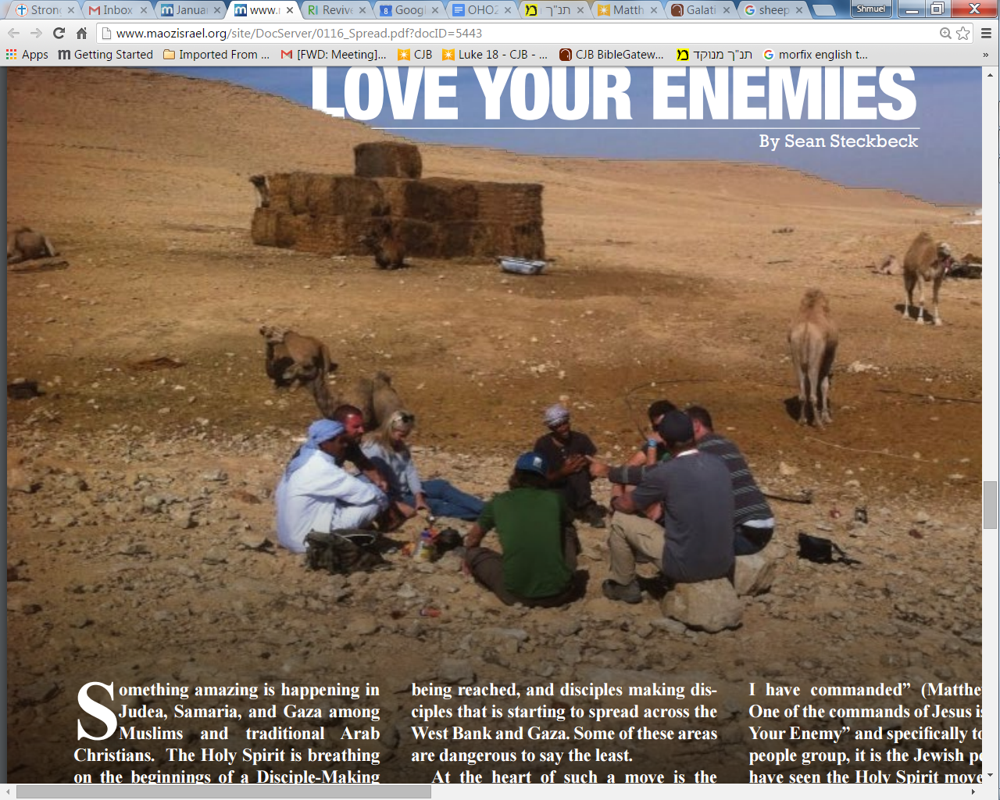 Strong
Inbox
Januar
www.m
Revive
Googl
OHO2
תנ"ך
Matth
Galati
sheep
Shmuel
www.maozisrael.org/site/DocServer/0116_Spread.pdf?docID=5443
Apps
Getting Started
Imported From ...
[FWD: Meeting]...
CJB
Luke 18 - CJB - ...
CJB BibleGatew...
תנ"ך מנוקד
morfix english t...
»
LOVE YOUR ENEMIES
By Sean Steckbeck
Something amazing is happening in
Judea, Samaria, and Gaza among
Muslims and traditional Arab
Christians. The Holy Spirit is breathing
on the beginnings of a Disciple-Making
being reached, and disciples making dis-
ciples that is starting to spread across the
West Bank and Gaza. Some of these areas
are dangerous to say the least.
At the heart of such a move is the
I have commanded” (Matthe
One of the commands of Jesus is
Your Enemy” and specifically to
people group, it is the Jewish pe
have seen the Holy Spirit move